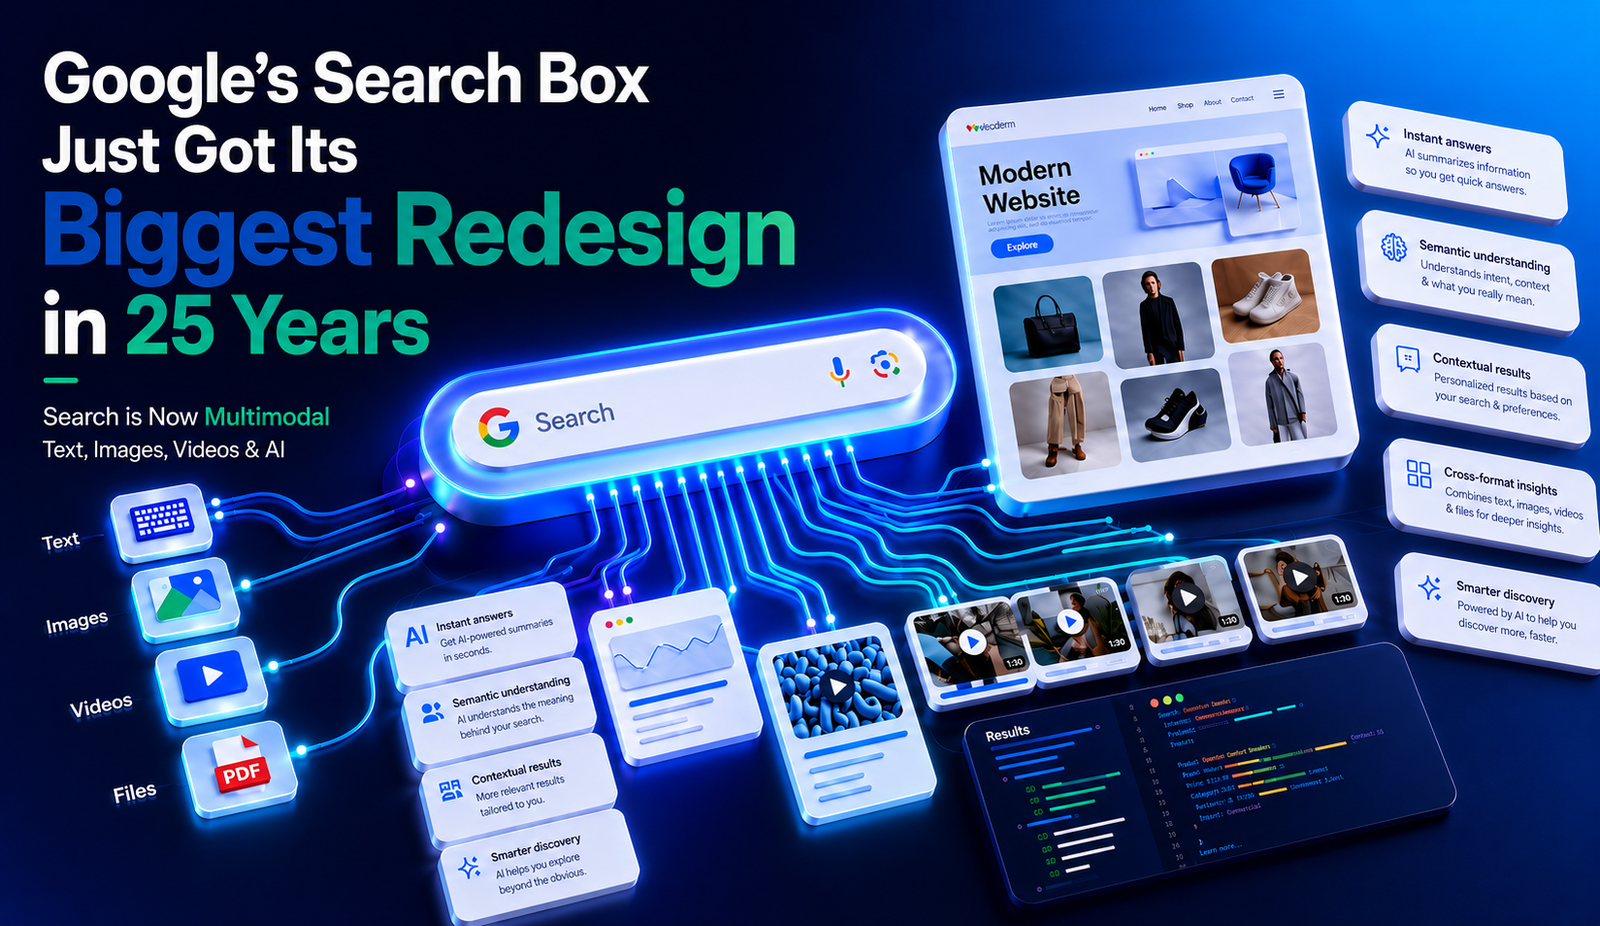 Google's Search Box
Just Got Its
Biggest Redesign
in 25 Years
Search is Now Multimodal
Text, Images, Videos & AI
Text
Images
Videos
Files
PDF
Search
AI
Instant answers
Get AI-powered summaries
in seconds.
Semantic understanding
AI understands the meaning
behind your search.
Contextual results
More relevant results
tailored to you.
Smarter discovery
AI helps you explore
beyond the obvious.
Home Shop About Contact
Modern
Website
Explore
1:30
1:30
1:30
1:30
Results
Learn more...
Instant answers
AI summarizes information
so you get quick answers.
Semantic understanding
Understands intent, context
& what you really mean.
Contextual results
Personalized results based on
your search & preferences.
Cross-format insights
Combines text, images, videos
& files for deeper insights.
Smarter discovery
Powered by AI to help you
discover more, faster.